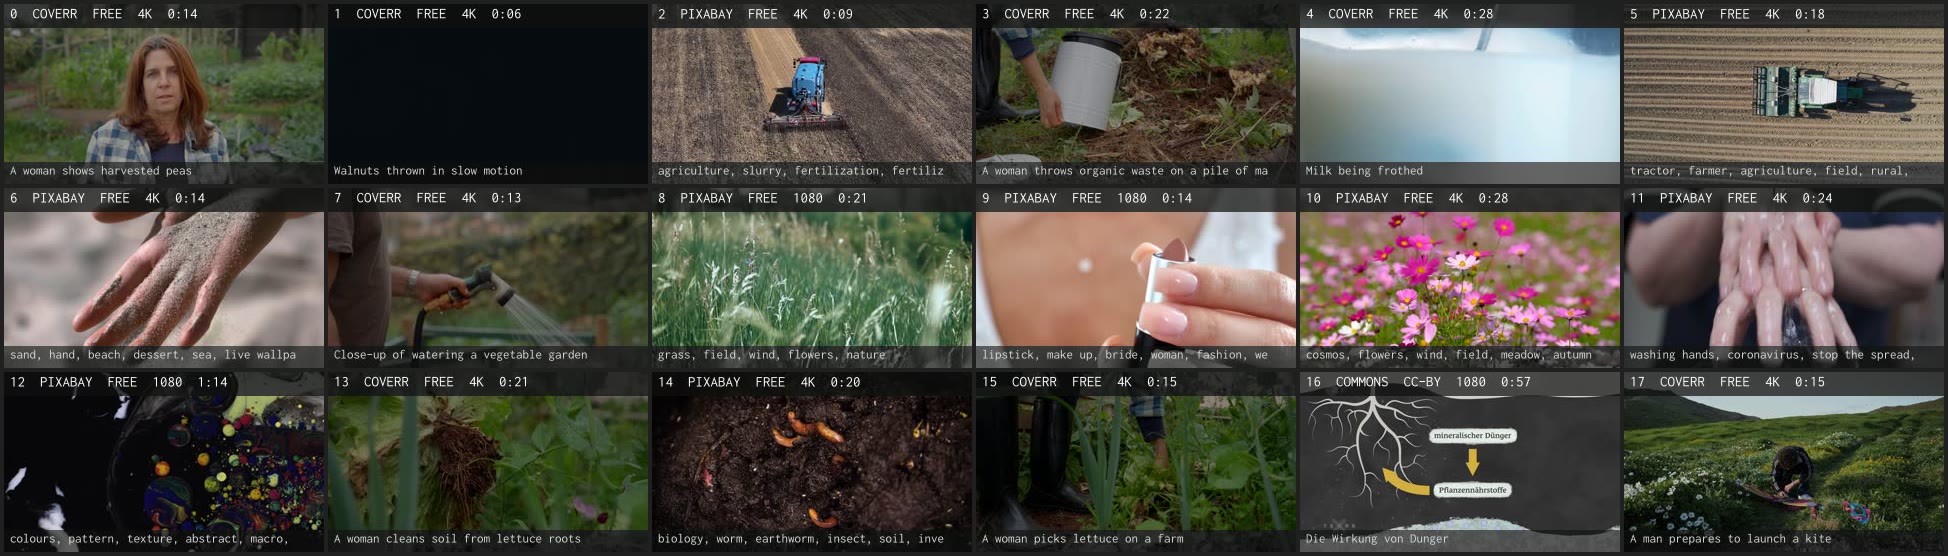 0 COVERR FREE 4K 0:14
A woman shows harvested peas
1 COVERR FREE 4K 0:06
Walnuts thrown in slow motion
2 PIXABAY FREE 4K 0:09
agriculture, slurry, fertilization, fertiliz
3 COVERR FREE 4K 0:22
A woman throws organic waste on a pile of ma
4 COVERR FREE 4K 0:28
Milk being frothed
5 PIXABAY FREE 4K 0:18
tractor, farmer, agriculture, field, rural,
6 PIXABAY FREE 4K 0:14
sand, hand, beach, dessert, sea, live wallpa
7 COVERR FREE 4K 0:13
Close-up of watering a vegetable garden
8 PIXABAY FREE 1080 0:21
grass, field, wind, flowers, nature
9 PIXABAY FREE 1080 0:14
lipstick, make up, bride, woman, fashion, we
10 PIXABAY FREE 4K 0:28
cosmos, flowers, wind, field, meadow, autumn
11 PIXABAY FREE 4K 0:24
washing hands, coronavirus, stop the spread,
12 PIXABAY FREE 1080 1:14
colours, pattern, texture, abstract, macro,
13 COVERR FREE 4K 0:21
A woman cleans soil from lettuce roots
14 PIXABAY FREE 4K 0:20
biology, worm, earthworm, insect, soil, inve
15 COVERR FREE 4K 0:15
A woman picks lettuce on a farm
16 COMMONS CC-BY 1080 0:57
mineralischer Dünger
Pflanzennährstoffe
Die Wirkung von Dunger
17 COVERR FREE 4K 0:15
A man prepares to launch a kite